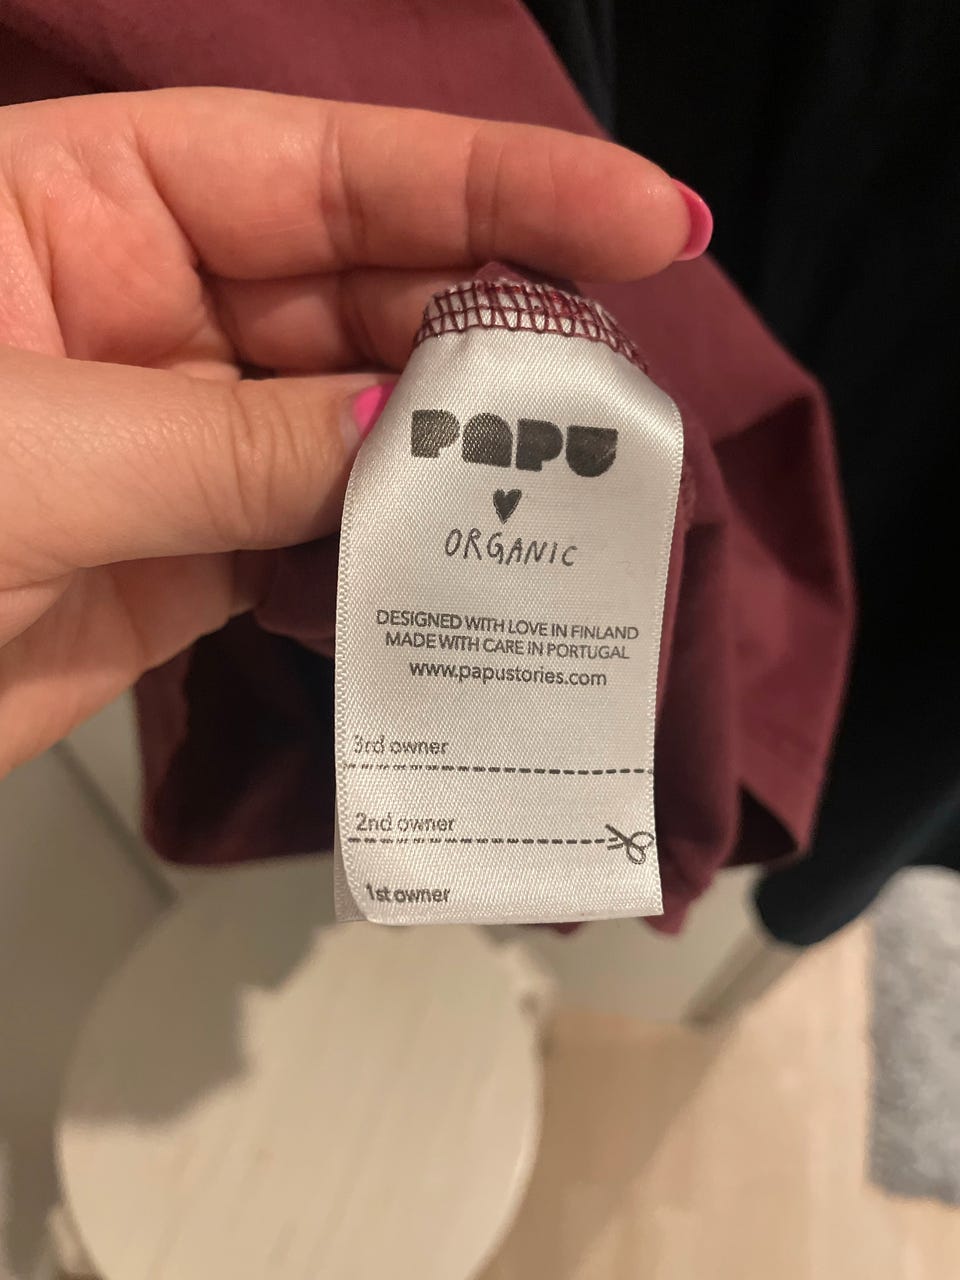 PAPU
ORGANIC
DESIGNED WITH LOVE IN FINLAND
MADE WITH CARE IN PORTUGAL
www.papustories.com
3rd owner
2nd owner
1st owner